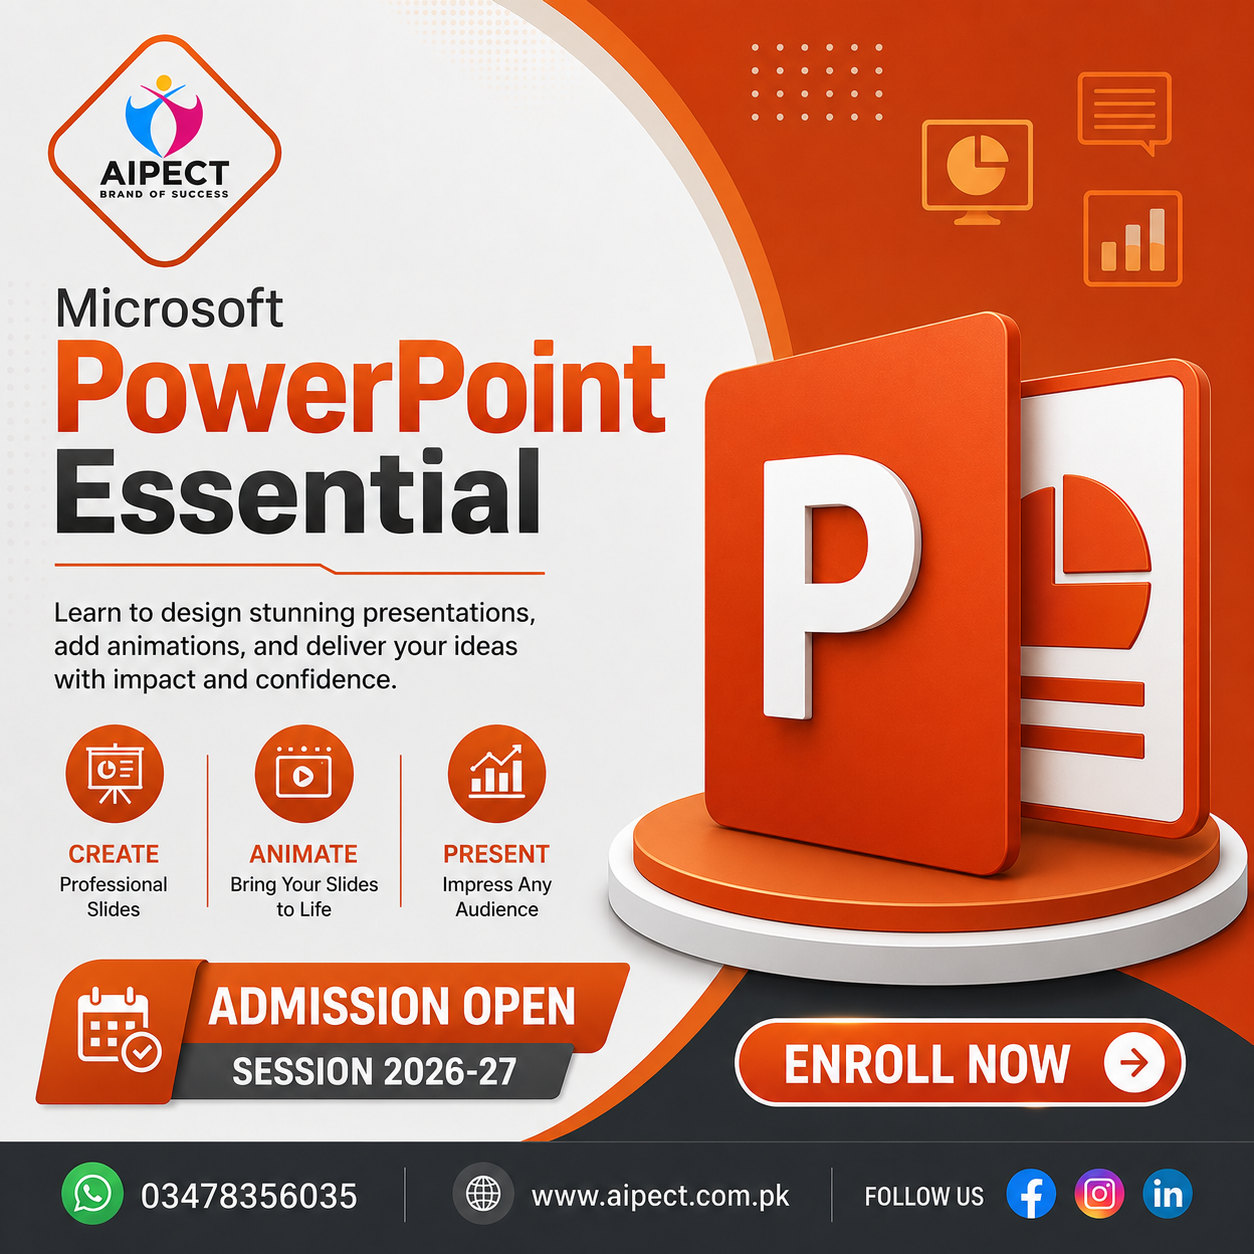 AIPECT
BRAND OF SUCCESS
Microsoft
PowerPoint
Essential
Learn to design stunning presentations,
add animations, and deliver your ideas
with impact and confidence.
CREATE
Professional
Slides
ANIMATE
Bring Your Slides
to Life
PRESENT
Impress Any
Audience
P
ADMISSION OPEN
SESSION 2026-27
ENROLL NOW
03478356035
www.aipect.com.pk
FOLLOW US